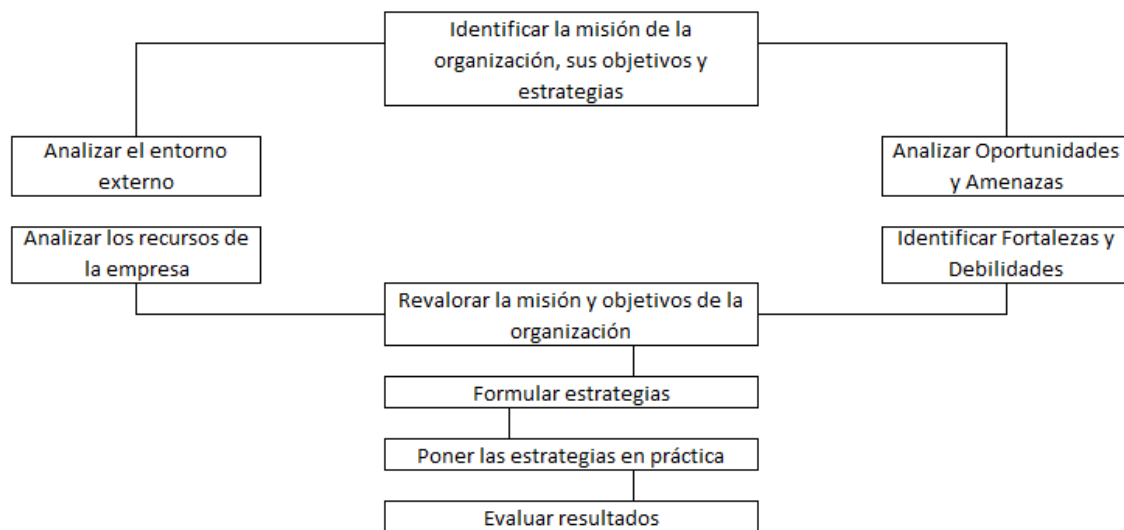 Identificar la misión de la
organización, sus objetivos y
estrategias
Analizar el entorno
externo
Analizar Oportunidades
y Amenazas
Analizar los recursos de
la empresa
Identificar Fortalezas y
Debilidades
Revalorar la misión y objetivos de la
organización
Formular estrategias
Poner las estrategias en práctica
Evaluar resultados